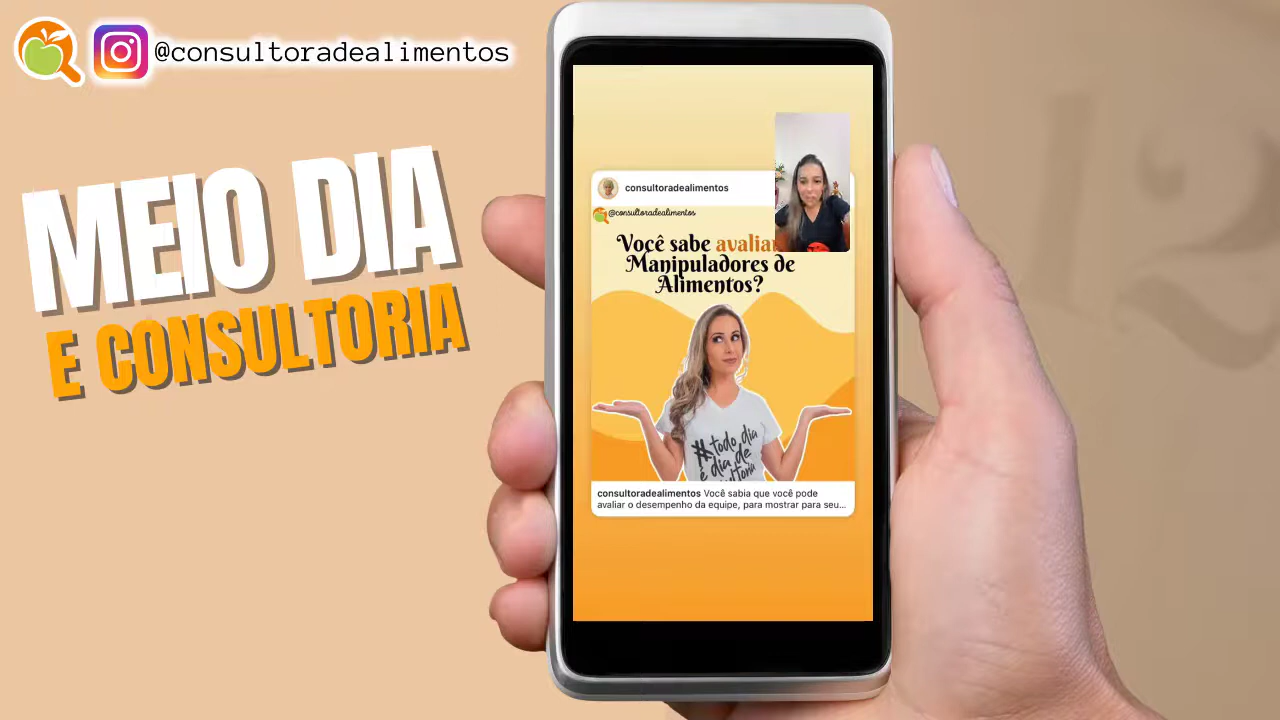 @consultoradealimentos
MEIO DIA
E CONSULTORIA
consultoradealimentos
@consultoradealimentos
Você sabe avaliar
Manipuladores de
Alimentos?
#todo dia
é dia de
consultoradealimentos Você sabia que você pode
avaliar o desempenho da equipe, para mostrar para seu...